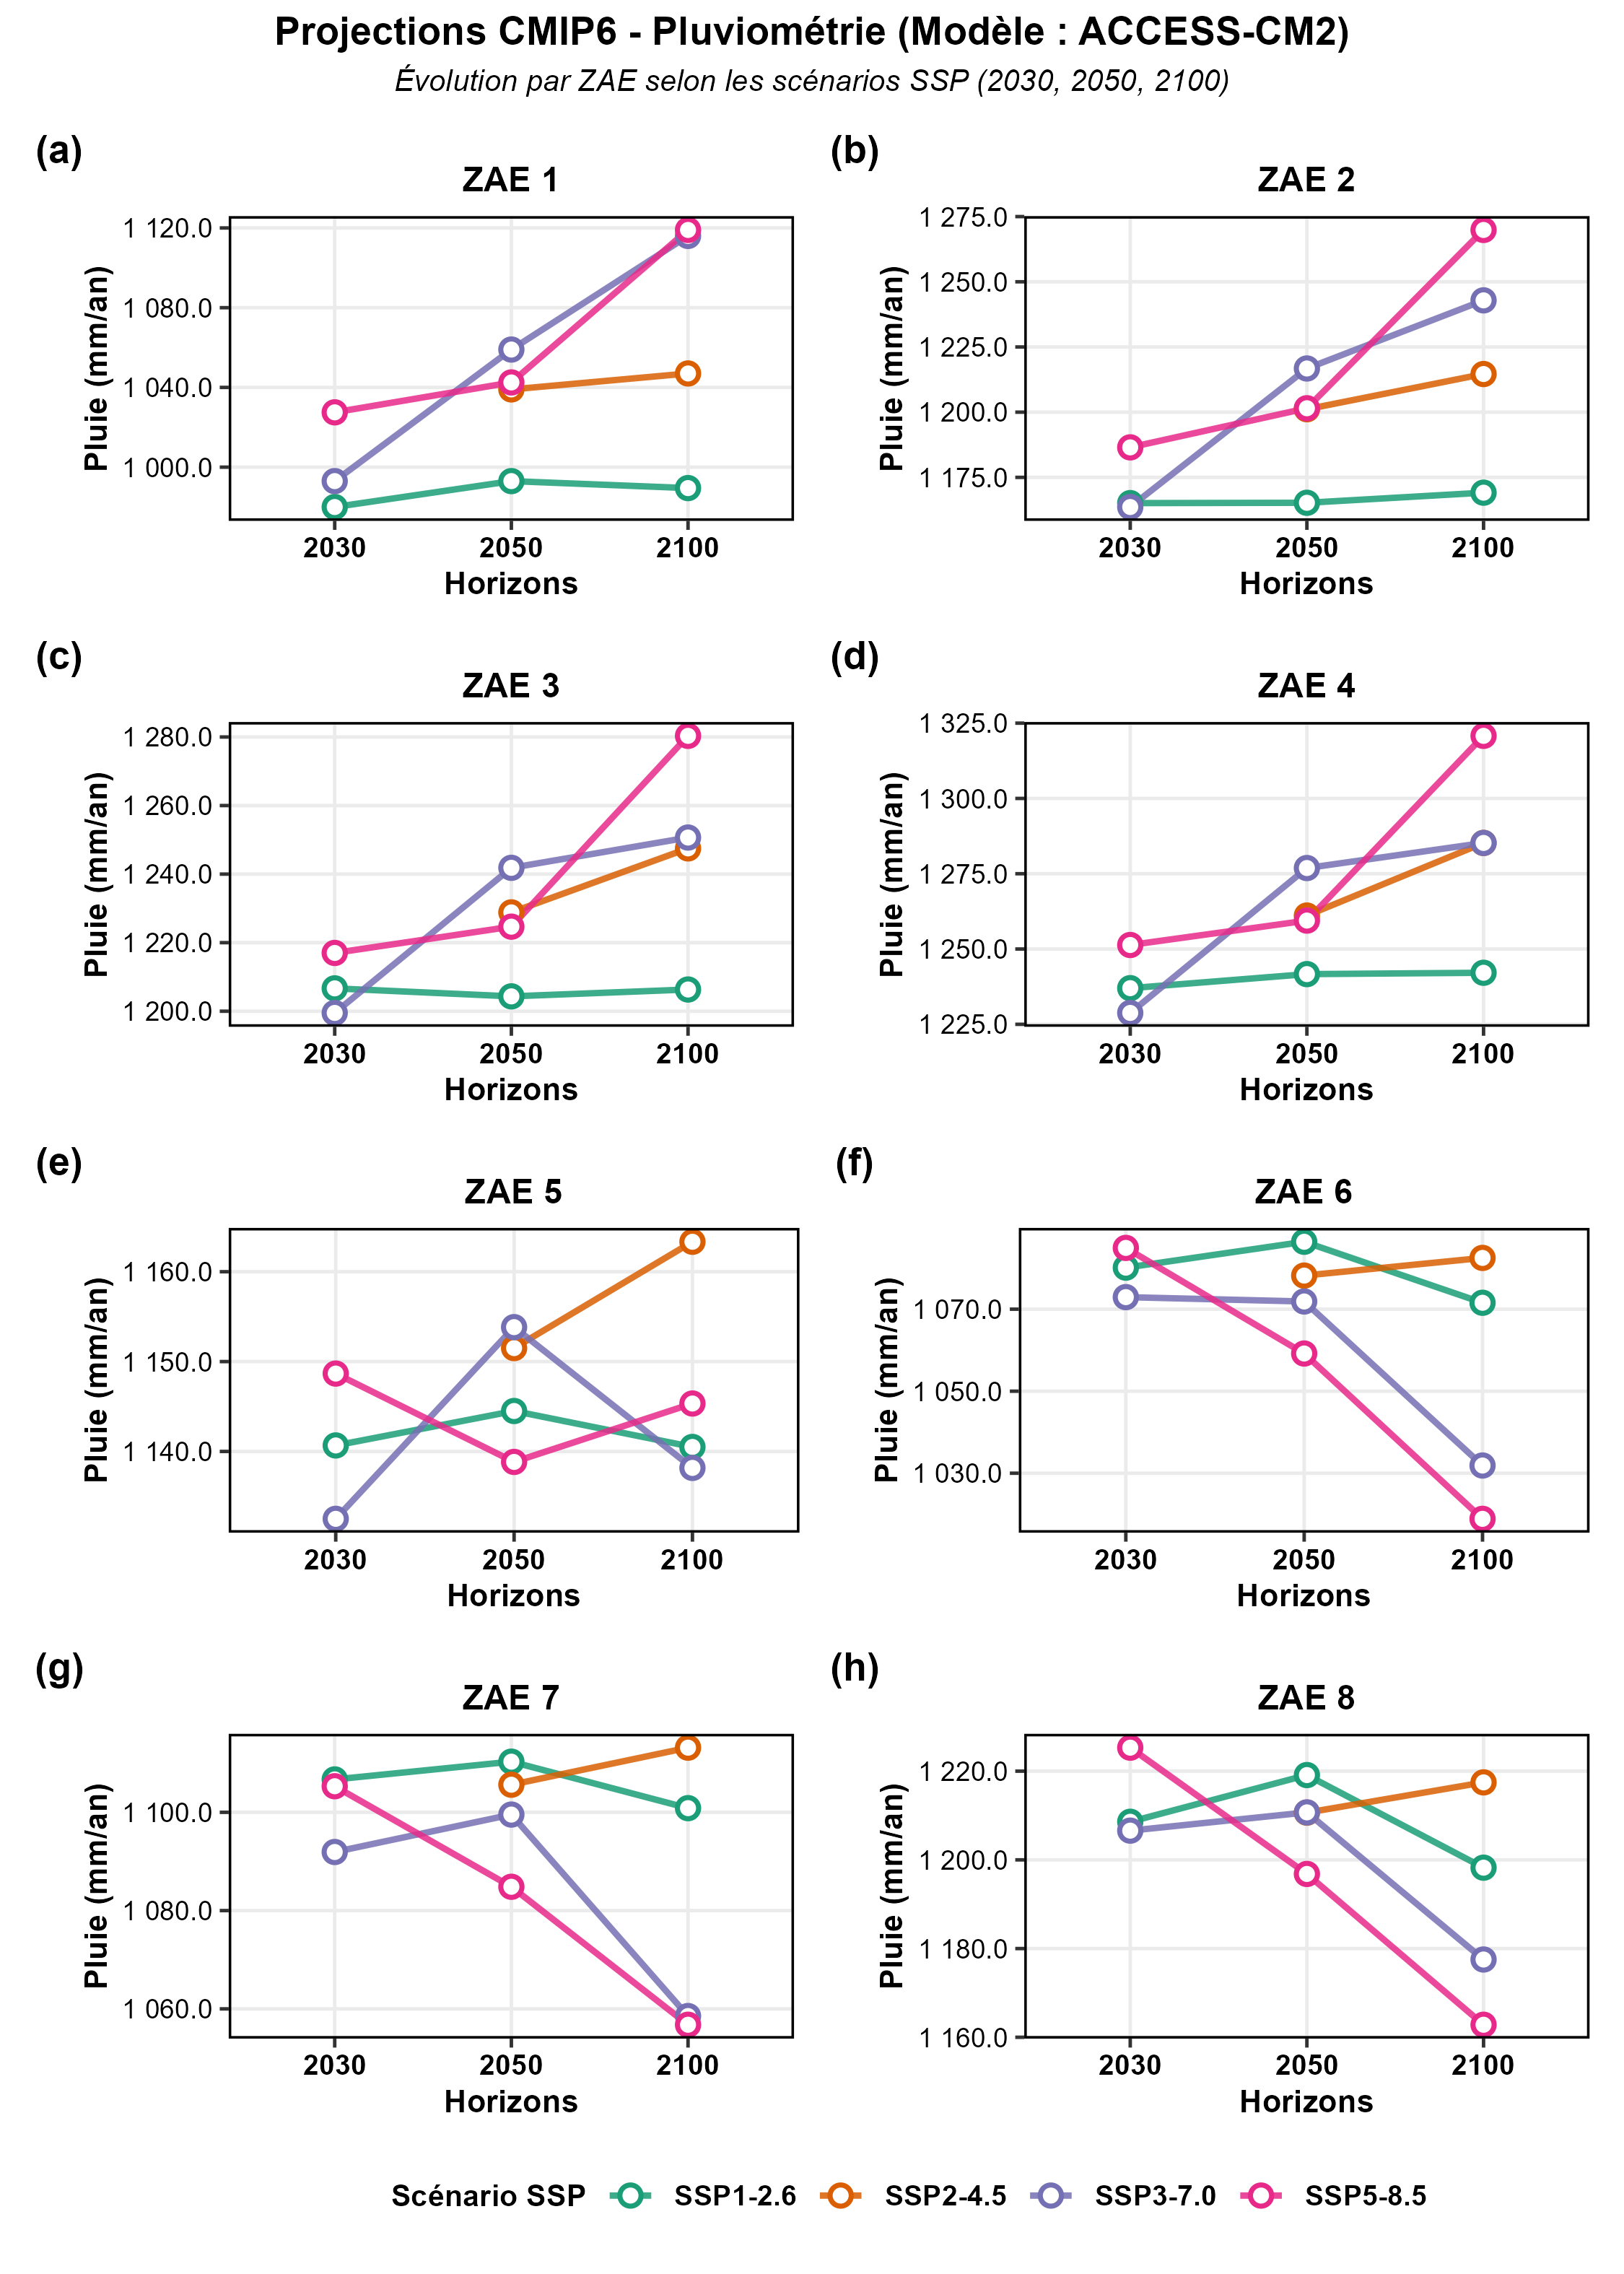 Projections CMIP6 - Pluviométrie (Modèle : ACCESS-CM2)
Évolution par ZAE selon les scénarios SSP (2030, 2050, 2100)
(a)
ZAE 1
Pluie (mm/an)
1 120.0
1 080.0
1 040.0
1 000.0
2030 2050 2100
Horizons
(b)
ZAE 2
Pluie (mm/an)
1 275.0
1 250.0
1 225.0
1 200.0
1 175.0
2030 2050 2100
Horizons
(c)
ZAE 3
Pluie (mm/an)
1 280.0
1 260.0
1 240.0
1 220.0
1 200.0
2030 2050 2100
Horizons
(d)
ZAE 4
Pluie (mm/an)
1 325.0
1 300.0
1 275.0
1 250.0
1 225.0
2030 2050 2100
Horizons
(e)
ZAE 5
Pluie (mm/an)
1 160.0
1 150.0
1 140.0
2030 2050 2100
Horizons
(f)
ZAE 6
Pluie (mm/an)
1 070.0
1 050.0
1 030.0
2030 2050 2100
Horizons
(g)
ZAE 7
Pluie (mm/an)
1 100.0
1 080.0
1 060.0
2030 2050 2100
Horizons
(h)
ZAE 8
Pluie (mm/an)
1 220.0
1 200.0
1 180.0
1 160.0
2030 2050 2100
Horizons
Scénario SSP SSP1-2.6 SSP2-4.5 SSP3-7.0 SSP5-8.5